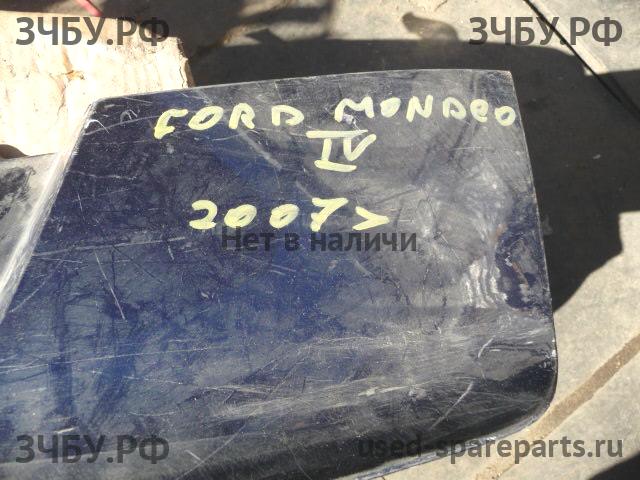 ЗЧБУ.РФ ЗЧБУ.РФ
FORD MONDEO
IV
2007>
Нет в наличи
ЗЧБУ.РФ used-spareparts.ru